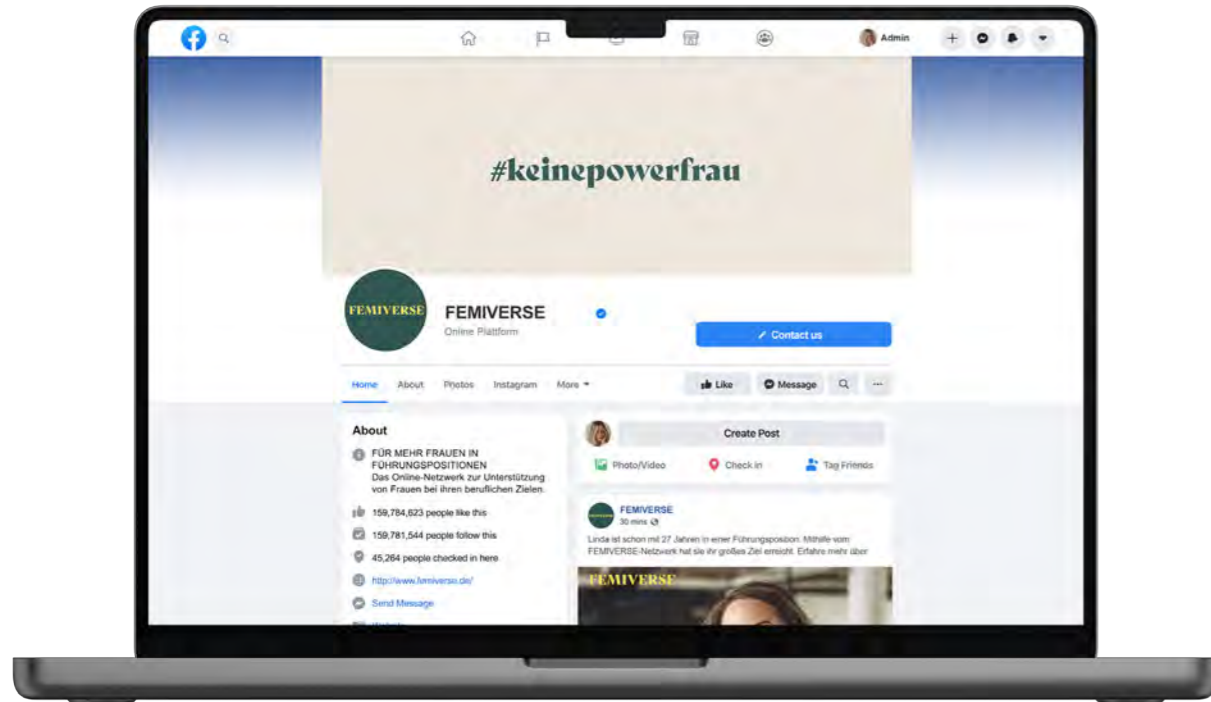 Admin
#keinepowerfrau
FEMIVERSE
FEMIVERSE
Online Plattform
Contact us
Home About Photos Instagram More
Like Message
About
FÜR MEHR FRAUEN IN
FÜHRUNGSPOSITIONEN
Das Online-Netzwerk zur Unterstützung
von Frauen bei ihren beruflichen Zielen.
159,784,623 people like this
159,781,544 people follow this
45,264 people checked in here
http://www.femiverse.de/
Send Message
Create Post
Photo/Video Check in Tag Friends
FEMIVERSE
30 mins
Linda ist schon mit 27 Jahren in einer Führungsposition. Mithilfe vom
FEMIVERSE-Netzwerk hat sie ihr großes Ziel erreicht. Erfahre mehr über
FEMIVERSE